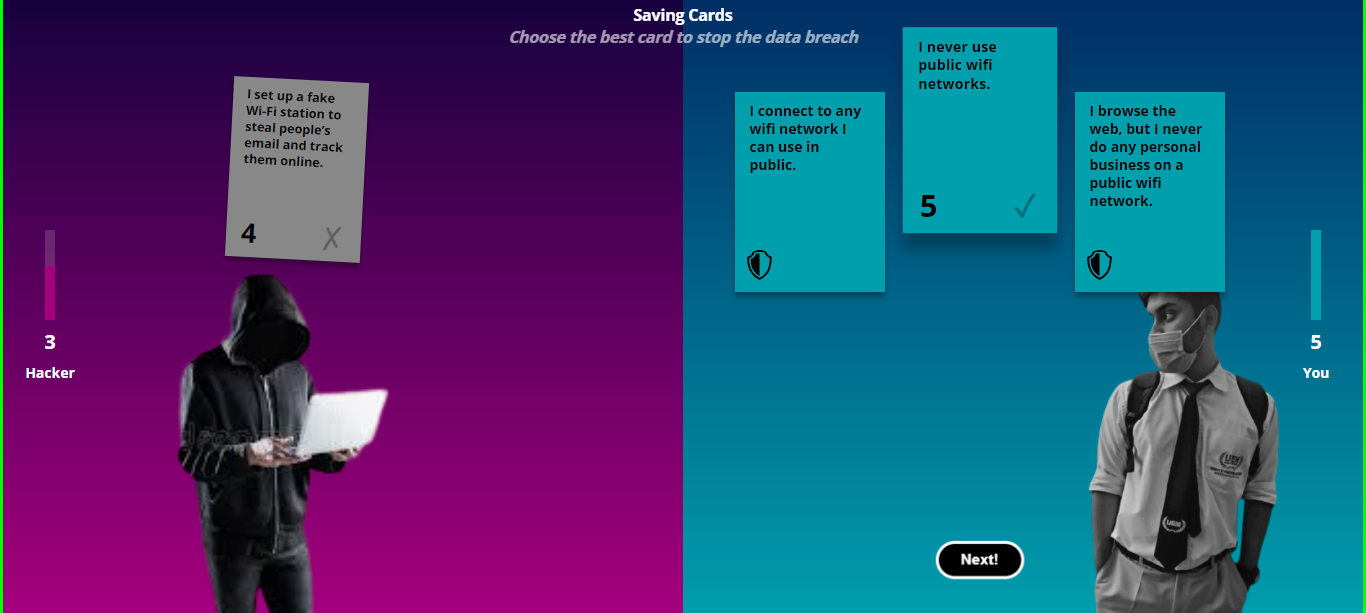 Saving Cards
Choose the best card to stop the data breach
I set up a fake
Wi-Fi station to
steal people's
email and track
them online.
4
I connect to any
wifi network I
can use in
public.
I never use
public wifi
networks.
5
I browse the
web, but I never
do any personal
business on a
public wifi
network.
3
Hacker
5
You
UEM
UEM
Next!